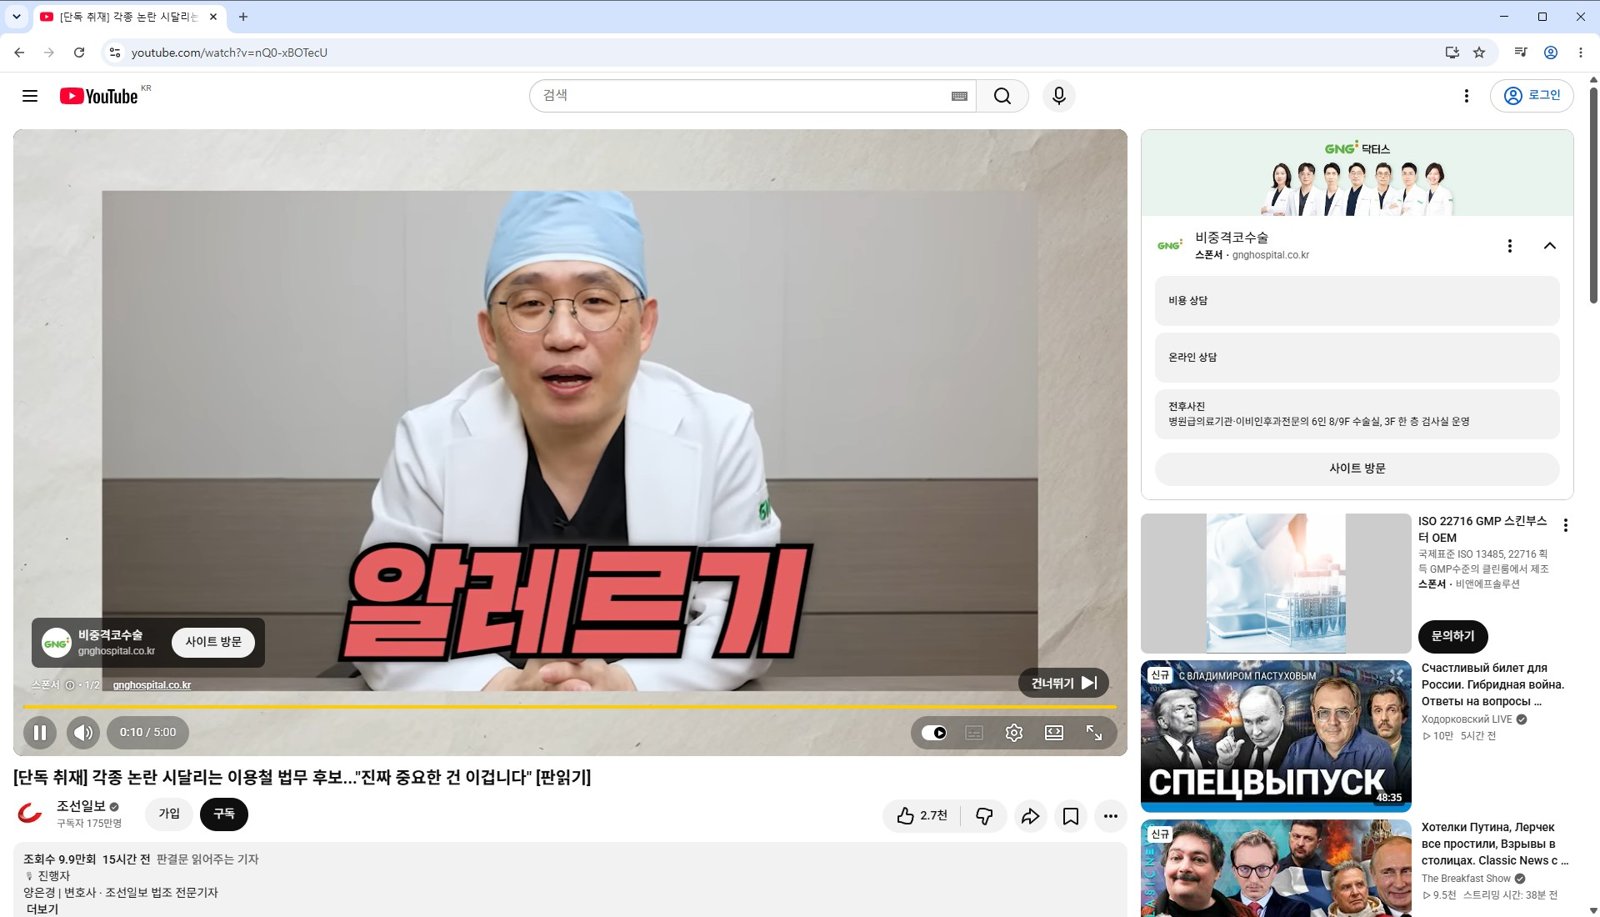 [단독 취재] 각종 논란 시달리는
youtube.com/watch?v=nQ0-xBOTecU
YouTube KR
검색
로그인
알레르기
GNG
비중격코수술
gnghospital.co.kr
사이트 방문
스폰서 · 1/2 gnghospital.co.kr
건너뛰기
0:10 / 5:00
[단독 취재] 각종 논란 시달리는 이용철 법무 후보..."진짜 중요한 건 이겁니다" [판읽기]
조선일보
구독자 175만명
가입
구독
2.7천
조회수 9.9만회 15시간 전 판결문 읽어주는 기자
🎙 진행자
양은경 | 변호사 · 조선일보 법조 전문기자
더보기
GNG 닥터스
GNG
비중격코수술
스폰서 · gnghospital.co.kr
비용 상담
온라인 상담
전후사진
병원급의료기관·이비인후과전문의 6인 8/9F 수술실, 3F 한 층 검사실 운영
사이트 방문
ISO 22716 GMP 스킨부스
터 OEM
국제표준 ISO 13485, 22716 획
득 GMP수준의 클린룸에서 제조
스폰서 · 비앤에프솔루션
문의하기
신규
С ВЛАДИМИРОМ ПАСТУХОВЫМ
СПЕЦВЫПУСК
48:35
Счастливый билет для
России. Гибридная война.
Ответы на вопросы ...
Ходорковский LIVE
10만 5시간 전
신규
Хотелки Путина, Лерчек
все простили, Взрывы в
столицах. Classic News с ...
The Breakfast Show
9.5천 스트리밍 시간: 38분 전